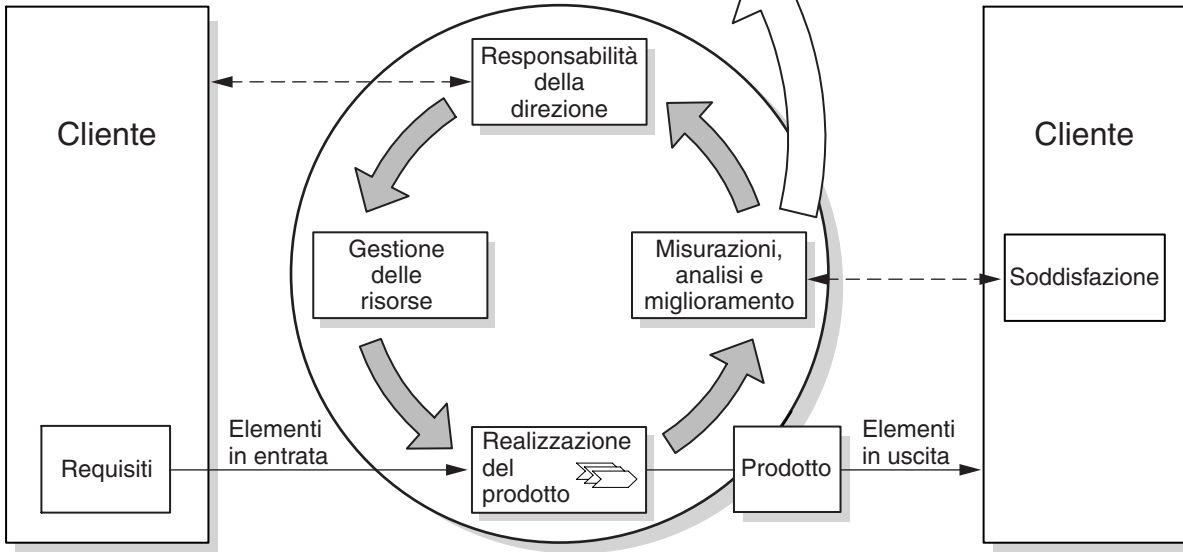 Cliente
Responsabilità
della
direzione
Cliente
Gestione
delle
risorse
Misurazioni,
analisi e
miglioramento
Soddisfazione
Requisiti
Elementi
in entrata
Realizzazione
del
prodotto
Prodotto
Elementi
in uscita